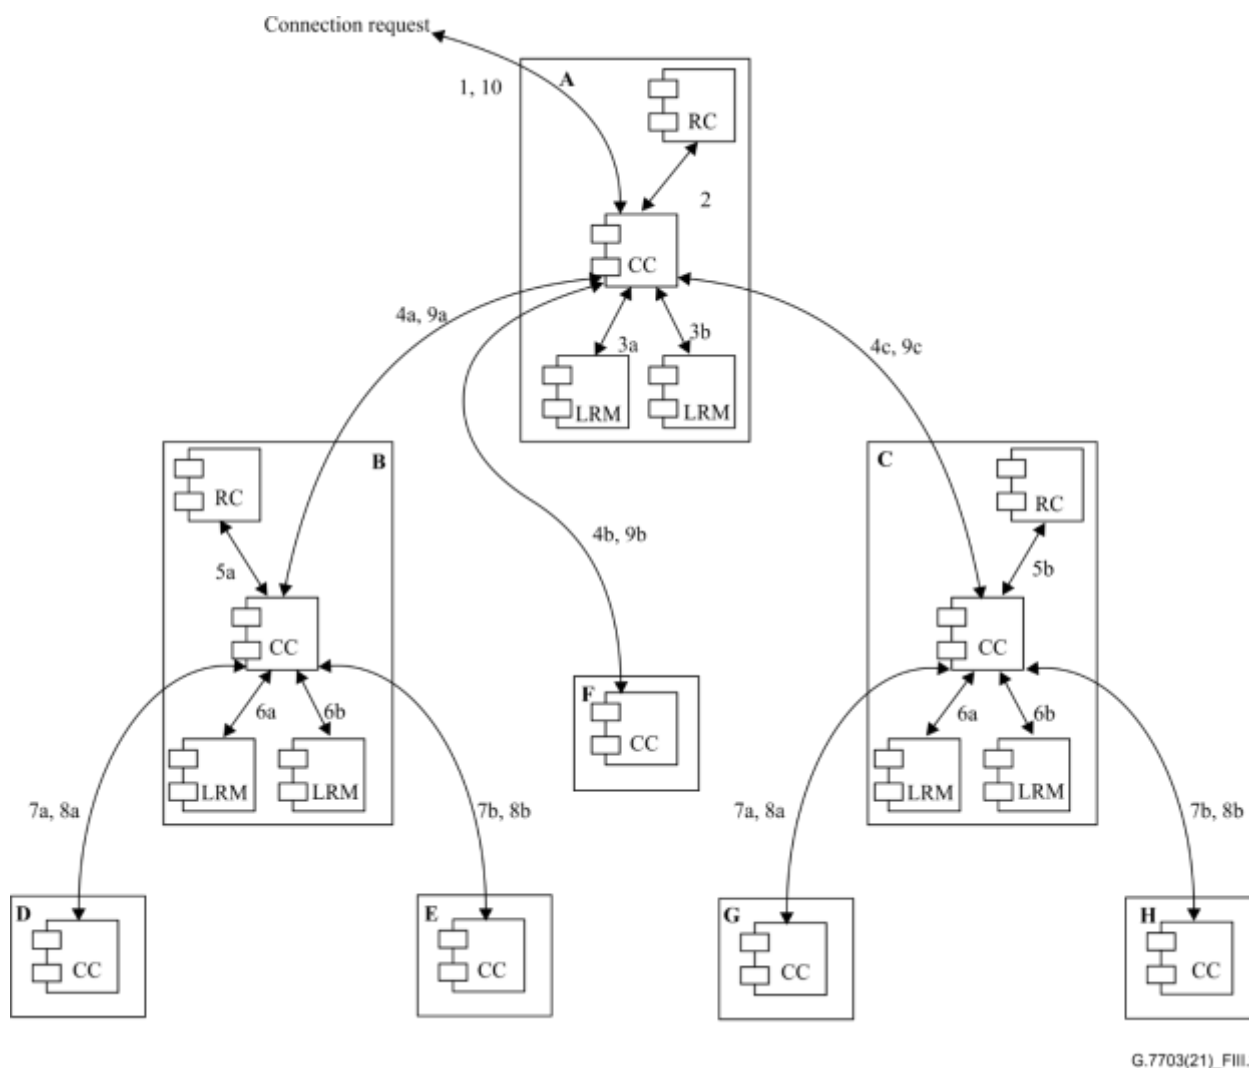 Connection request
1, 10
A
RC
2
CC
4a, 9a
3a
3b
4c, 9c
LRM
LRM
B
RC
5a
CC
6a
6b
LRM
LRM
4b, 9b
F
CC
C
RC
5b
CC
6a
6b
LRM
LRM
7a, 8a
7b, 8b
7a, 8a
7b, 8b
D
CC
E
CC
G
CC
H
CC
G.7703(21)_FIII.